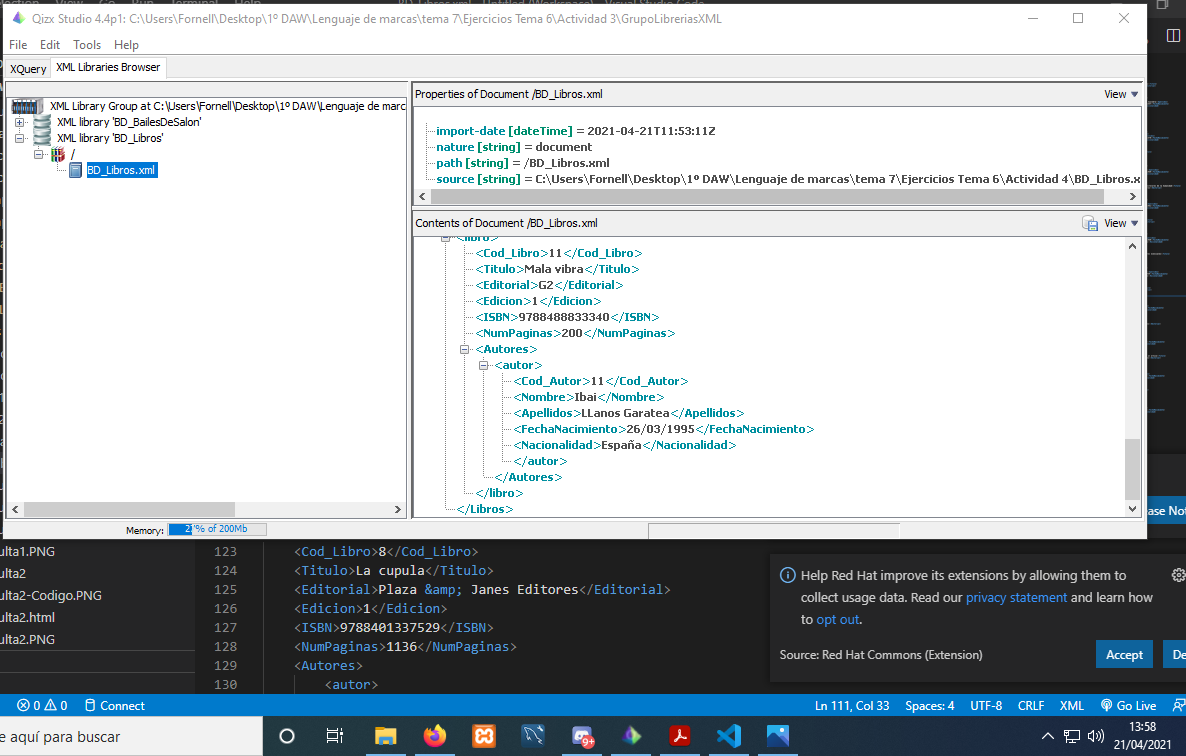 Qizx Studio 4.4p1: C:\Users\Fornell\Desktop\1º DAW\Lenguaje de marcas\tema 7\Ejercicios Tema 6\Actividad 3\GrupoLibreriasXML
File Edit Tools Help
XQuery XML Libraries Browser
XML Library Group at C:\Users\Fornell\Desktop\1º DAW\Lenguaje de marc
XML library 'BD_BailesDeSalon'
XML library 'BD_Libros'
/
BD_Libros.xml
Properties of Document /BD_Libros.xml View
import-date [dateTime] = 2021-04-21T11:53:11Z
nature [string] = document
path [string] = /BD_Libros.xml
source [string] = C:\Users\Fornell\Desktop\1º DAW\Lenguaje de marcas\tema 7\Ejercicios Tema 6\Actividad 4\BD_Libros.x
Contents of Document /BD_Libros.xml View
<libro>
<Cod_Libro>11</Cod_Libro>
<Titulo>Mala vibra</Titulo>
<Editorial>G2</Editorial>
<Edicion>1</Edicion>
<ISBN>9788488833340</ISBN>
<NumPaginas>200</NumPaginas>
<Autores>
<autor>
<Cod_Autor>11</Cod_Autor>
<Nombre>Ibai</Nombre>
<Apellidos>LLanos Garatea</Apellidos>
<FechaNacimiento>26/03/1995</FechaNacimiento>
<Nacionalidad>España</Nacionalidad>
</autor>
</Autores>
</libro>
</Libros>
Memory: 27% of 200Mb
ase Not
ulta1.PNG
ulta2
ulta2-Codigo.PNG
ulta2.html
ulta2.PNG
123 <Cod_Libro>8</Cod_Libro>
124 <Titulo>La cupula</Titulo>
125 <Editorial>Plaza &amp; Janes Editores</Editorial>
126 <Edicion>1</Edicion>
127 <ISBN>9788401337529</ISBN>
128 <NumPaginas>1136</NumPaginas>
129 <Autores>
130 <autor>
Help Red Hat improve its extensions by allowing them to
collect usage data. Read our privacy statement and learn how
to opt out.
Source: Red Hat Commons (Extension) Accept De
0 0 Connect Ln 111, Col 33 Spaces: 4 UTF-8 CRLF XML Go Live
e aquí para buscar
9+
13:58
21/04/2021